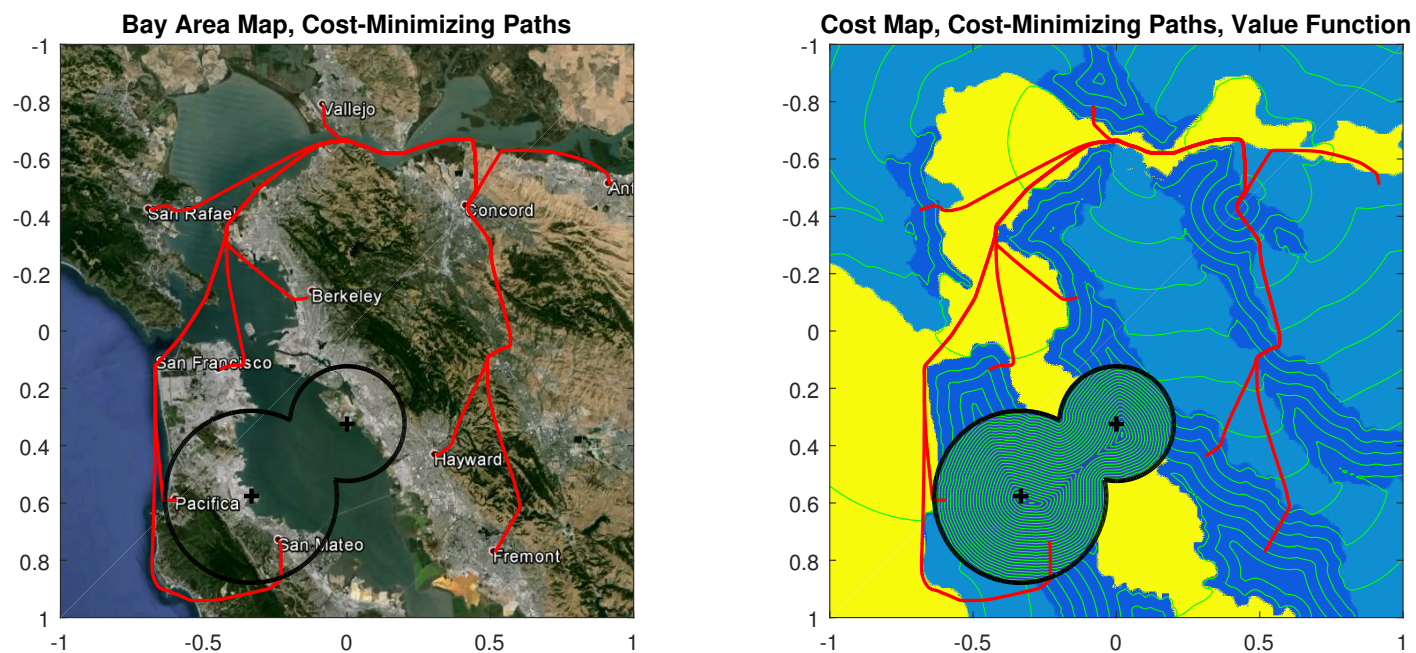 Bay Area Map, Cost-Minimizing Paths
-1
-0.8
-0.6
-0.4
-0.2
0
0.2
0.4
0.6
0.8
1
-1
-0.5
0
0.5
1
Vallejo
Ant
San Rafael
Concord
Berkeley
San Francisco
Hayward
Pacifica
San Mateo
Fremont
Cost Map, Cost-Minimizing Paths, Value Function
-1
-0.8
-0.6
-0.4
-0.2
0
0.2
0.4
0.6
0.8
1
-1
-0.5
0
0.5
1